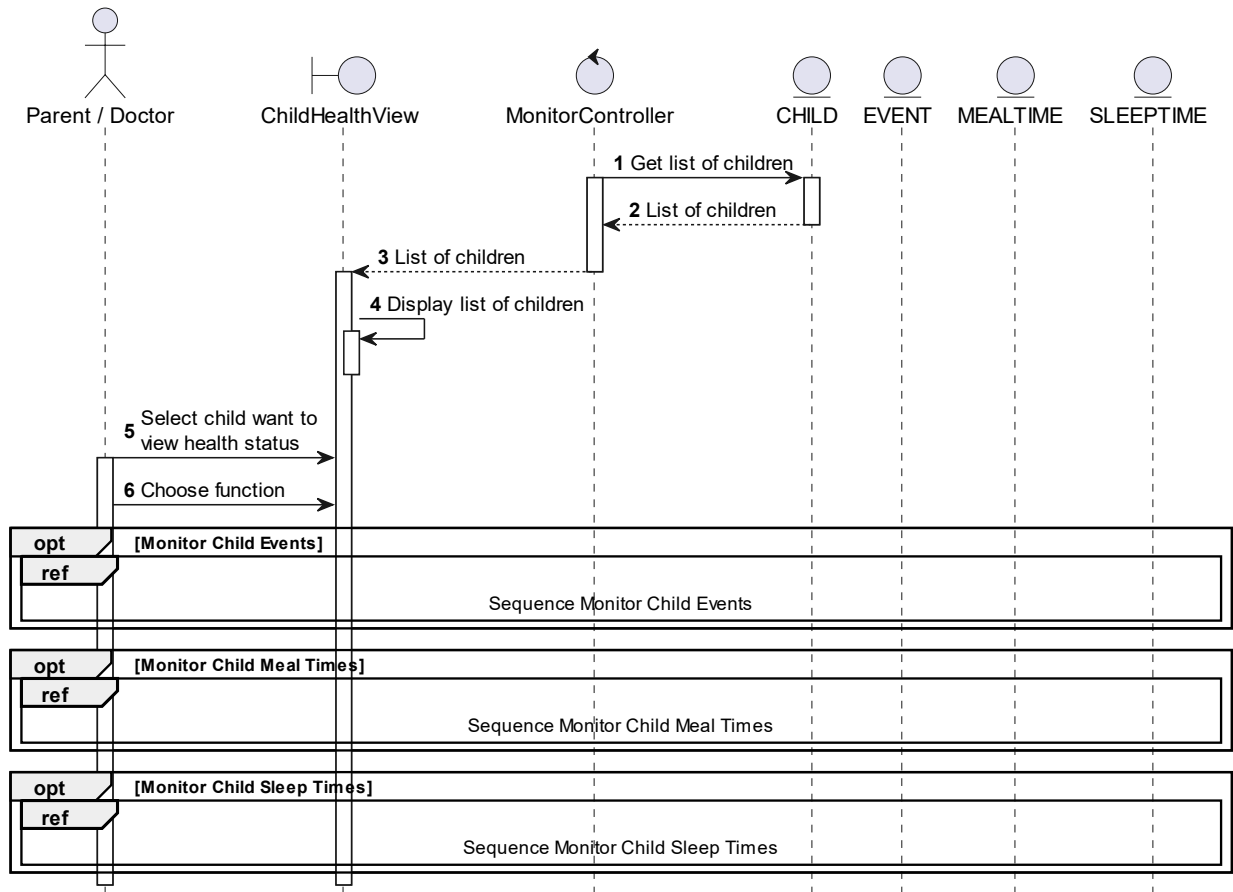 Parent / Doctor
ChildHealthView
MonitorController
CHILD
EVENT
MEALTIME
SLEEPTIME
1 Get list of children
2 List of children
3 List of children
4 Display list of children
5 Select child want to
view health status
6 Choose function
opt [Monitor Child Events]
ref
Sequence Monitor Child Events
opt [Monitor Child Meal Times]
ref
Sequence Monitor Child Meal Times
opt [Monitor Child Sleep Times]
ref
Sequence Monitor Child Sleep Times